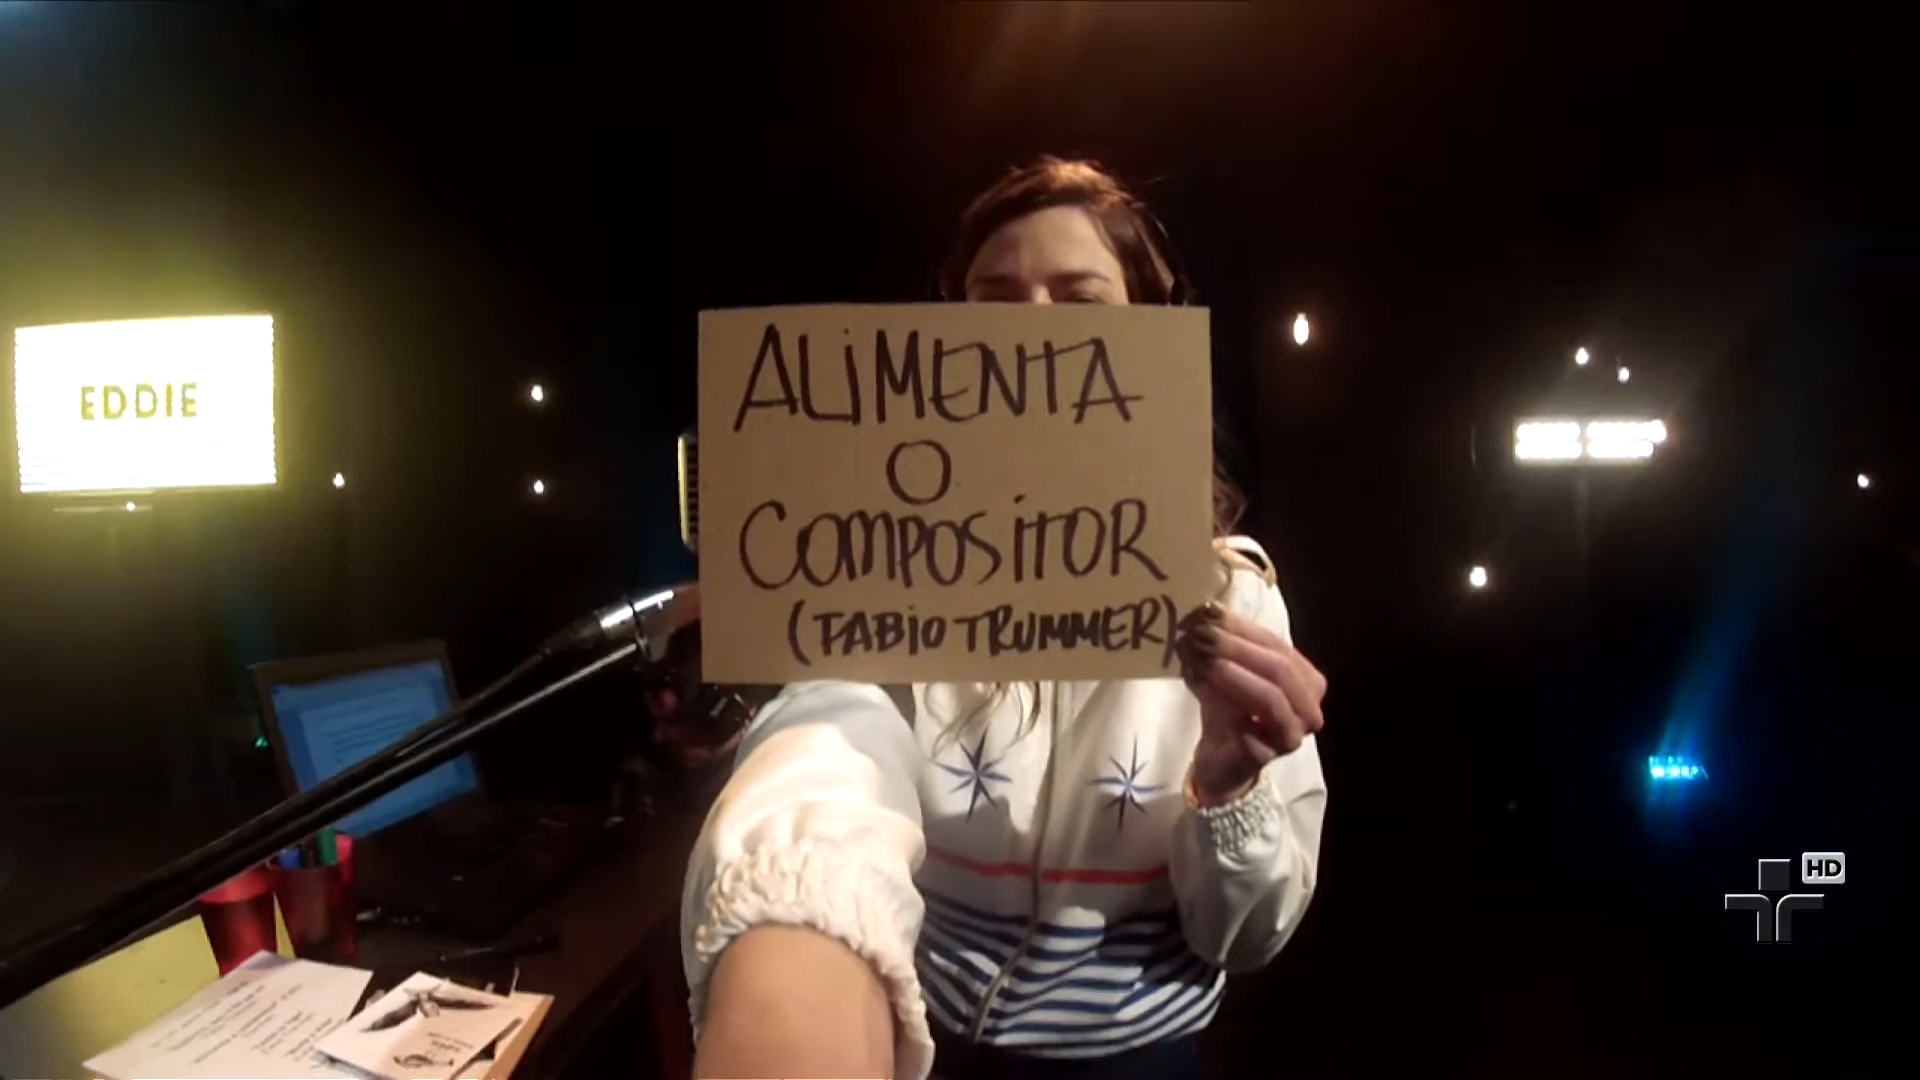 EDDIE
ALiMENTA
O
COMPOSiTOR
(FABiO TRUMMER)
HD